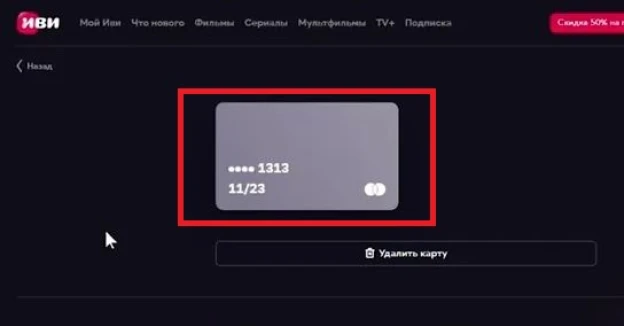 иви Мой Иви Что нового Фильмы Сериалы Мультфильмы TV+ Подписка Скидка 50% на
Назад
•••• 1313
11/23
Удалить карту